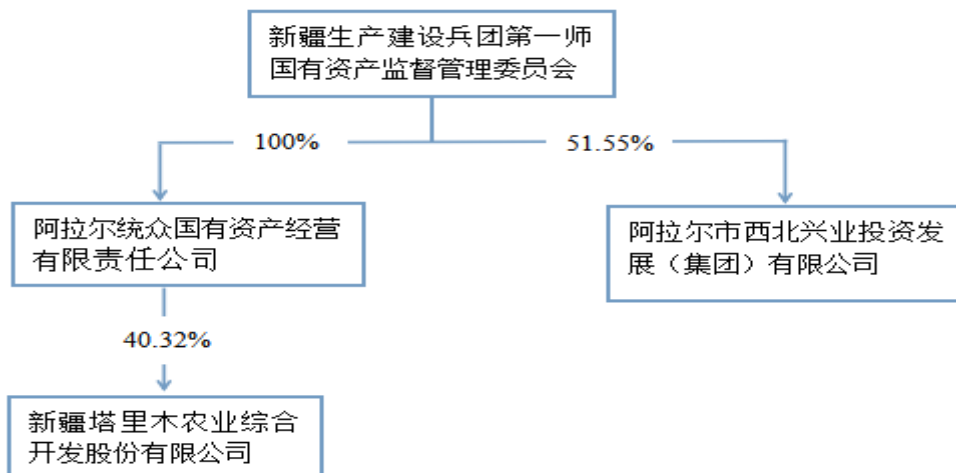 新疆生产建设兵团第一师
国有资产监督管理委员会
100%
51.55%
阿拉尔统众国有资产经营
有限责任公司
阿拉尔市西北兴业投资发
展（集团）有限公司
40.32%
新疆塔里木农业综合
开发股份有限公司